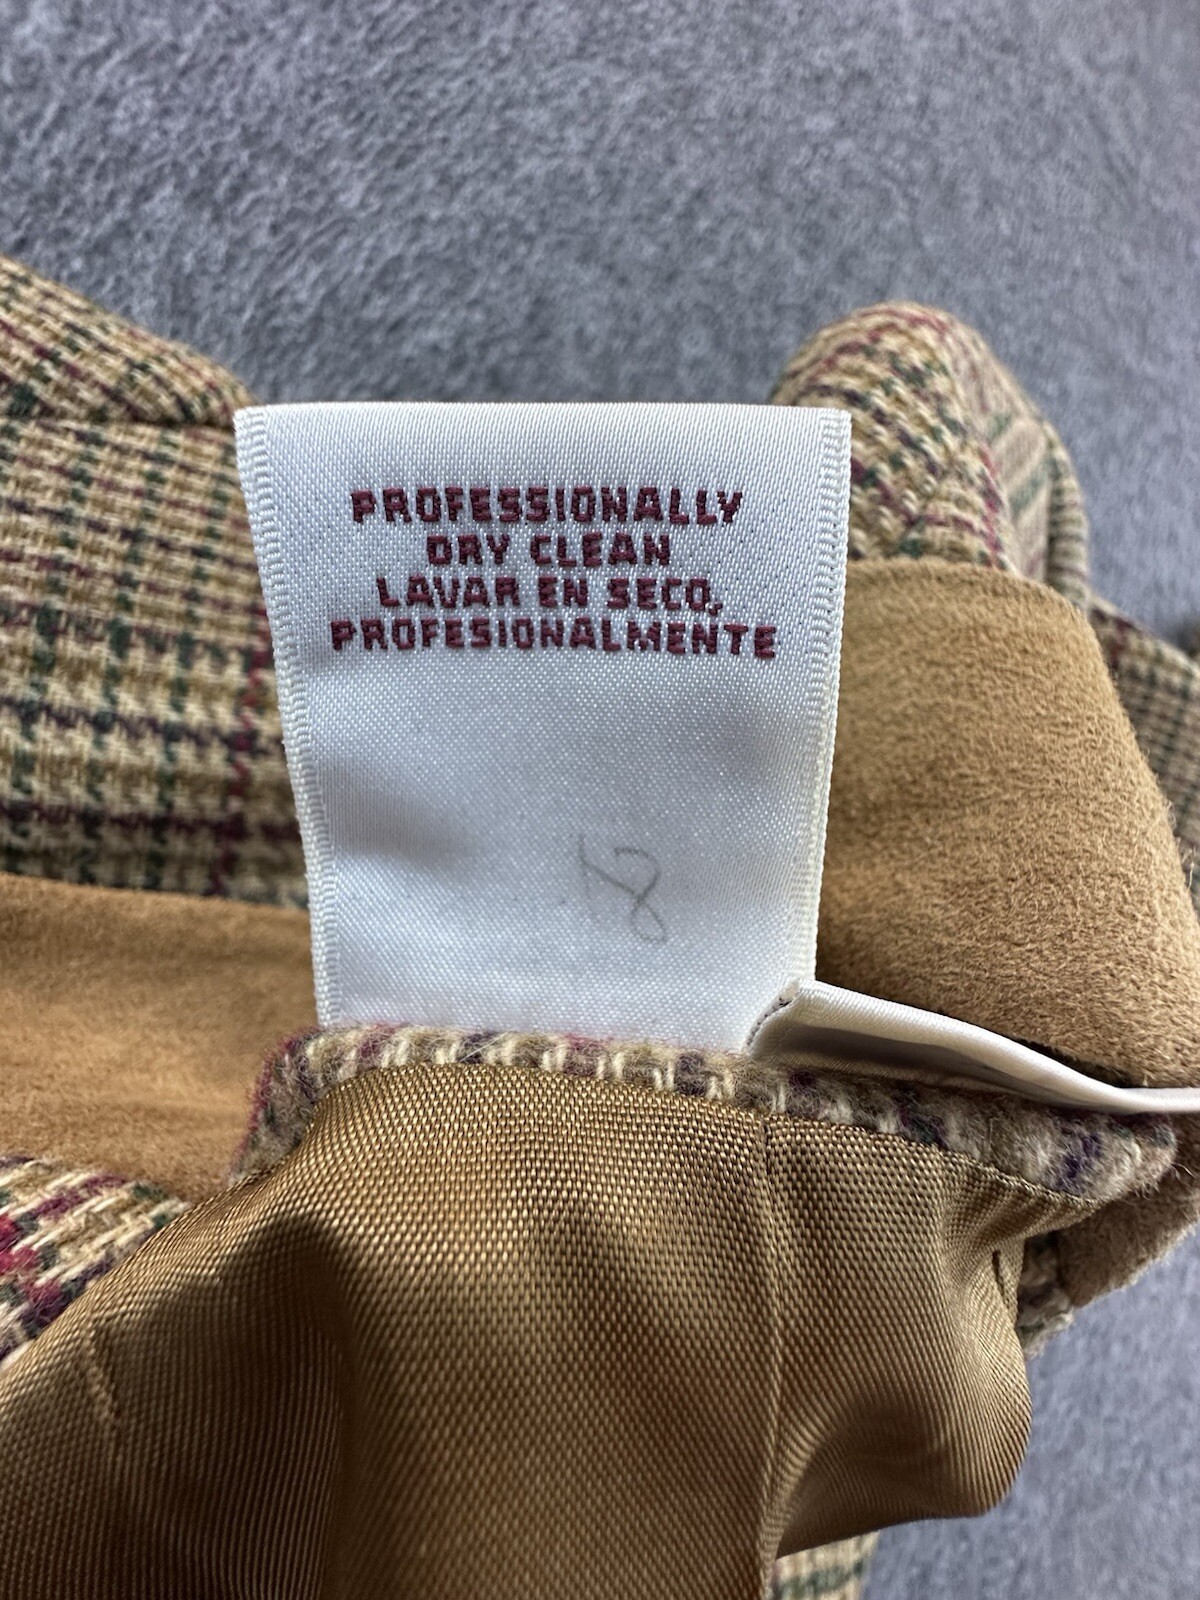 PROFESSIONALLY
DRY CLEAN
LAVAR EN SECO,
PROFESIONALMENTE